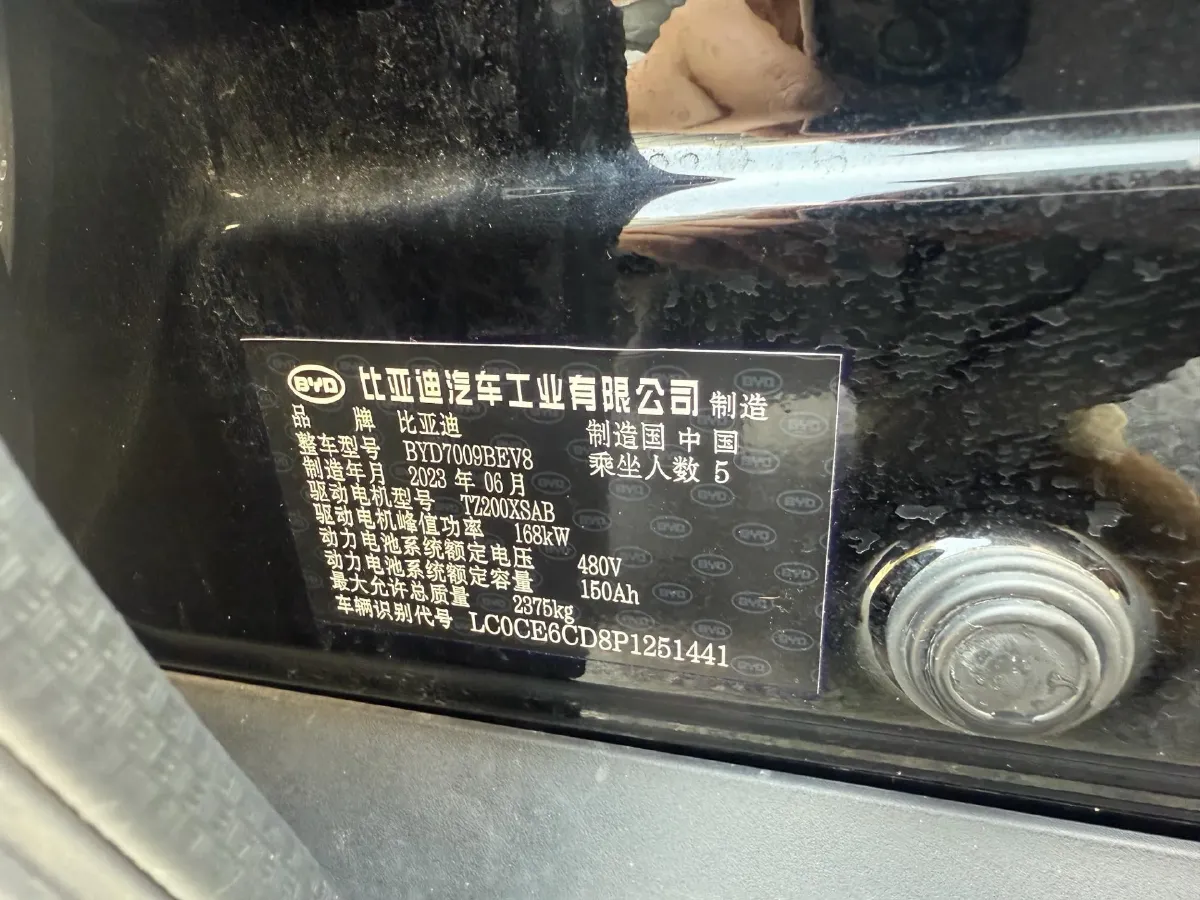 BYD 比亚迪汽车工业有限公司 制造
品 牌 比亚迪 制造国 中 国
整车型号 BYD7009BEV8 乘坐人数 5
制造年月 2023 年 06 月
驱动电机型号 TZ200XSAB
驱动电机峰值功率 168kW
动力电池系统额定电压 480V
动力电池系统额定容量 150Ah
最大允许总质量 2375kg
车辆识别代号 LC0CE6CD8P1251441